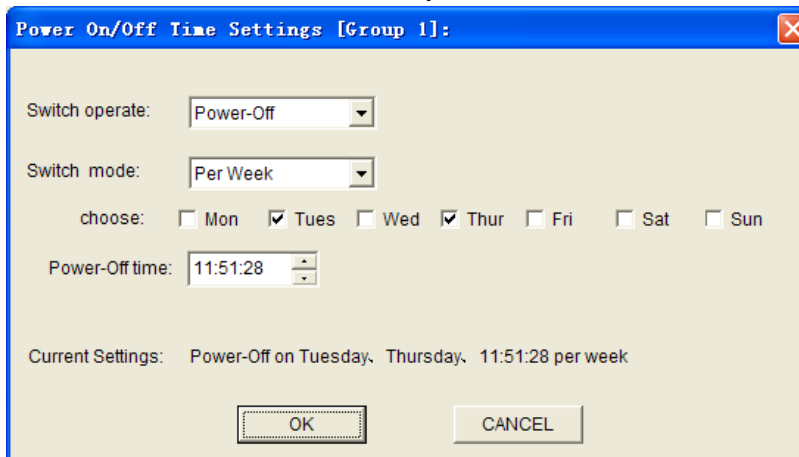 Power On/Off Time Settings [Group 1]:
Switch operate: Power-Off
Switch mode: Per Week
choose: Mon Tues Wed Thur Fri Sat Sun
Power-Off time: 11:51:28
Current Settings: Power-Off on Tuesday、Thursday、11:51:28 per week
OK CANCEL